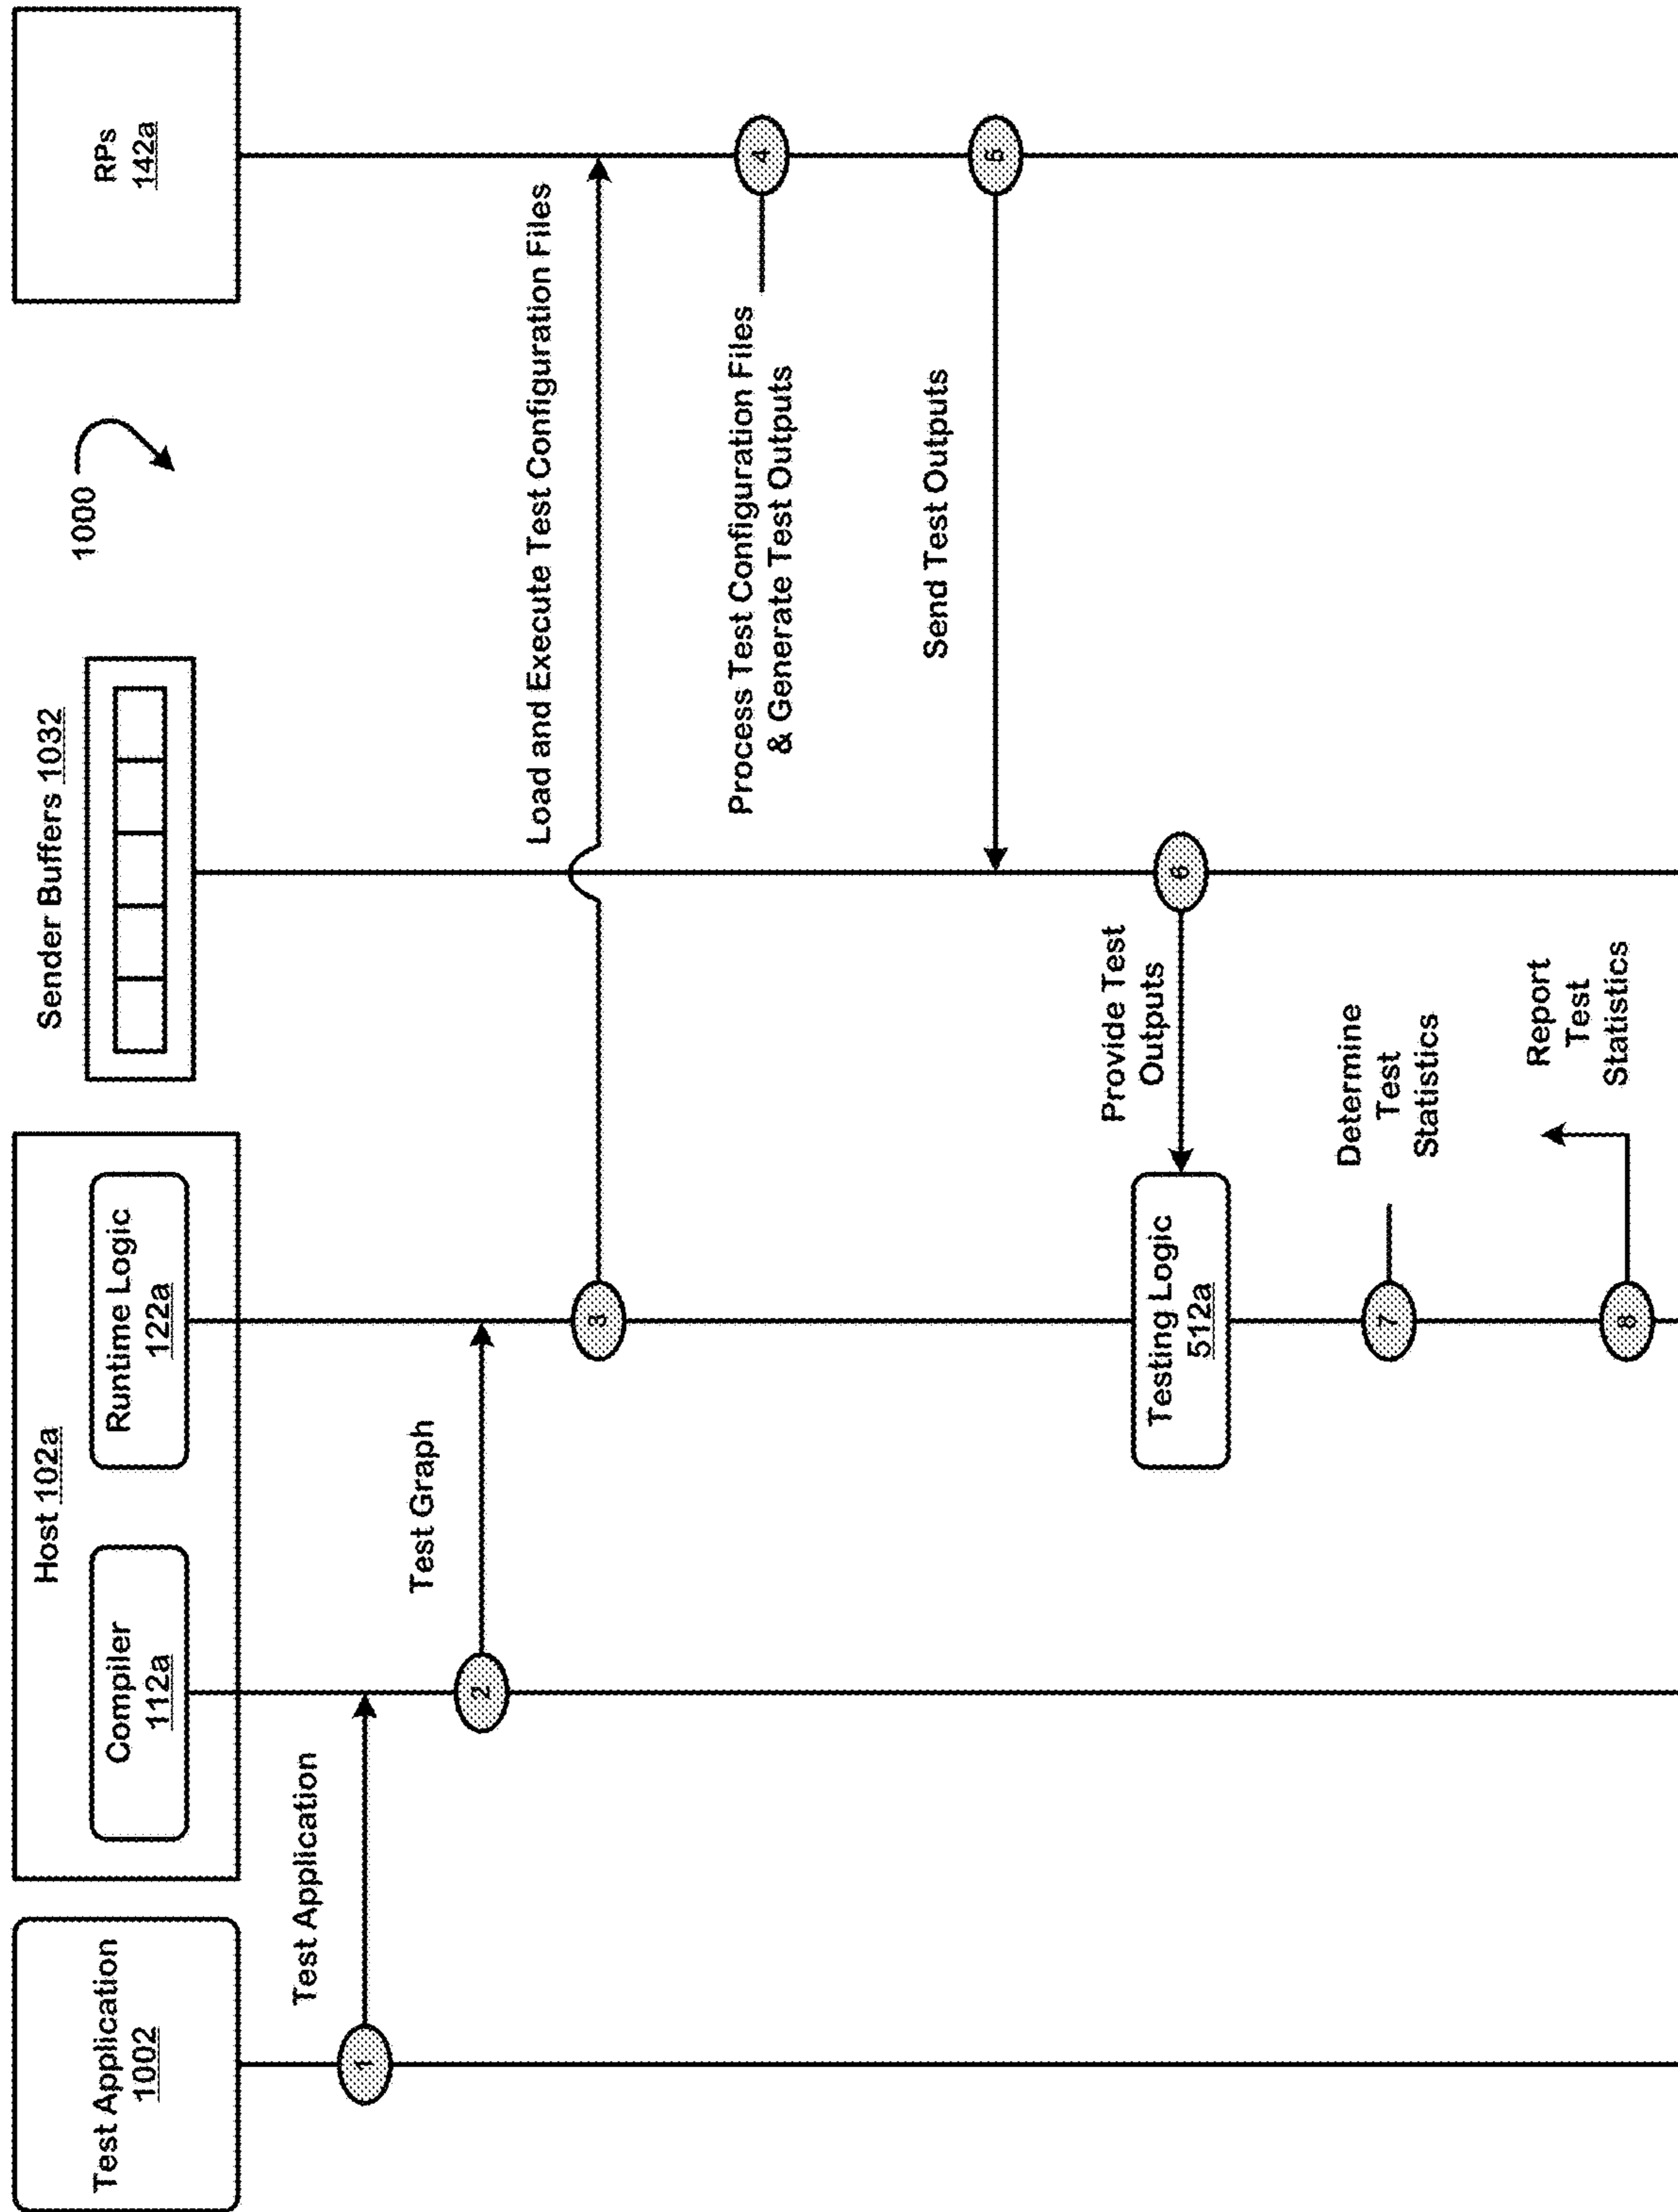 Test Application
1002
Host 102a
Compiler
112a
Runtime Logic
122a
Sender Buffers 1032
1000
RPs
142a
Test Application
1
Test Graph
2
Load and Execute Test Configuration Files
3
4
Process Test Configuration Files
& Generate Test Outputs
Send Test Outputs
5
Provide Test
Outputs
6
Testing Logic
512a
Determine
Test
Statistics
7
Report
Test
Statistics
8